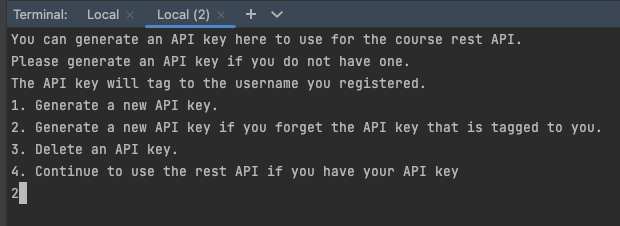 Terminal: Local × Local (2) × +
You can generate an API key here to use for the course rest API.
Please generate an API key if you do not have one.
The API key will tag to the username you registered.
1. Generate a new API key.
2. Generate a new API key if you forget the API key that is tagged to you.
3. Delete an API key.
4. Continue to use the rest API if you have your API key
2